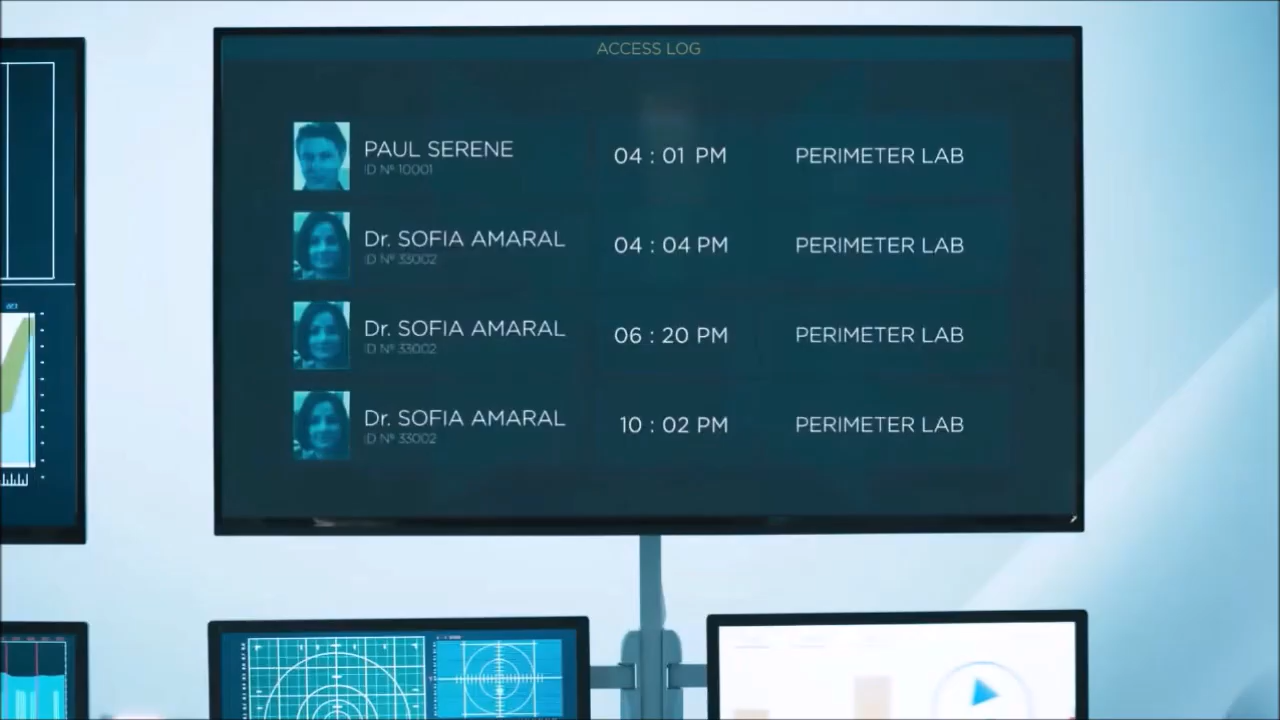 ACCESS LOG
PAUL SERENE 04 : 01 PM PERIMETER LAB
ID Nº 10001
Dr. SOFIA AMARAL 04 : 04 PM PERIMETER LAB
ID Nº 33002
Dr. SOFIA AMARAL 06 : 20 PM PERIMETER LAB
ID Nº 33002
Dr. SOFIA AMARAL 10 : 02 PM PERIMETER LAB
ID Nº 33002